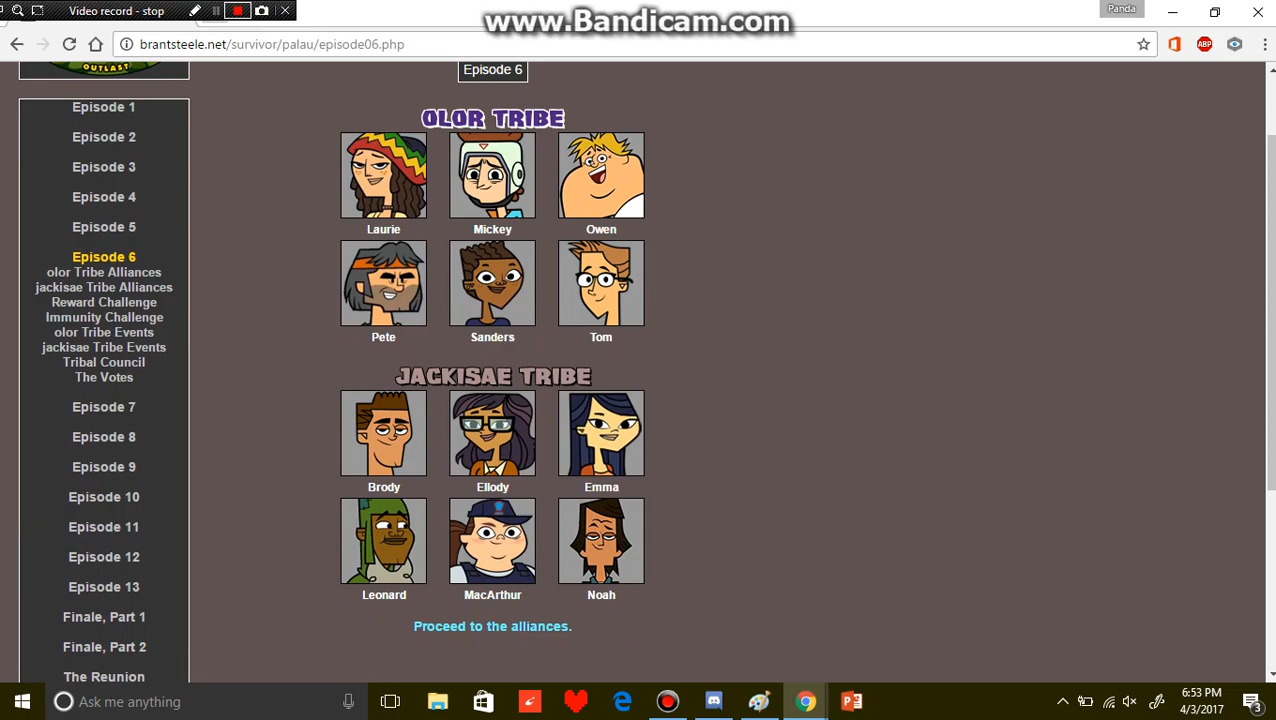 Video record - stop
www.Bandicam.com
Panda
brantsteele.net/survivor/palau/episode06.php
ABP
OUTLAST
Episode 6
Episode 1
Episode 2
Episode 3
Episode 4
Episode 5
Episode 6
olor Tribe Alliances
jackisae Tribe Alliances
Reward Challenge
Immunity Challenge
olor Tribe Events
jackisae Tribe Events
Tribal Council
The Votes
Episode 7
Episode 8
Episode 9
Episode 10
Episode 11
Episode 12
Episode 13
Finale, Part 1
Finale, Part 2
The Reunion
OLOR TRIBE
Laurie Mickey Owen
Pete Sanders Tom
JACKISAE TRIBE
Brody Ellody Emma
Leonard MacArthur Noah
Proceed to the alliances.
Ask me anything
6:53 PM
4/3/2017
3